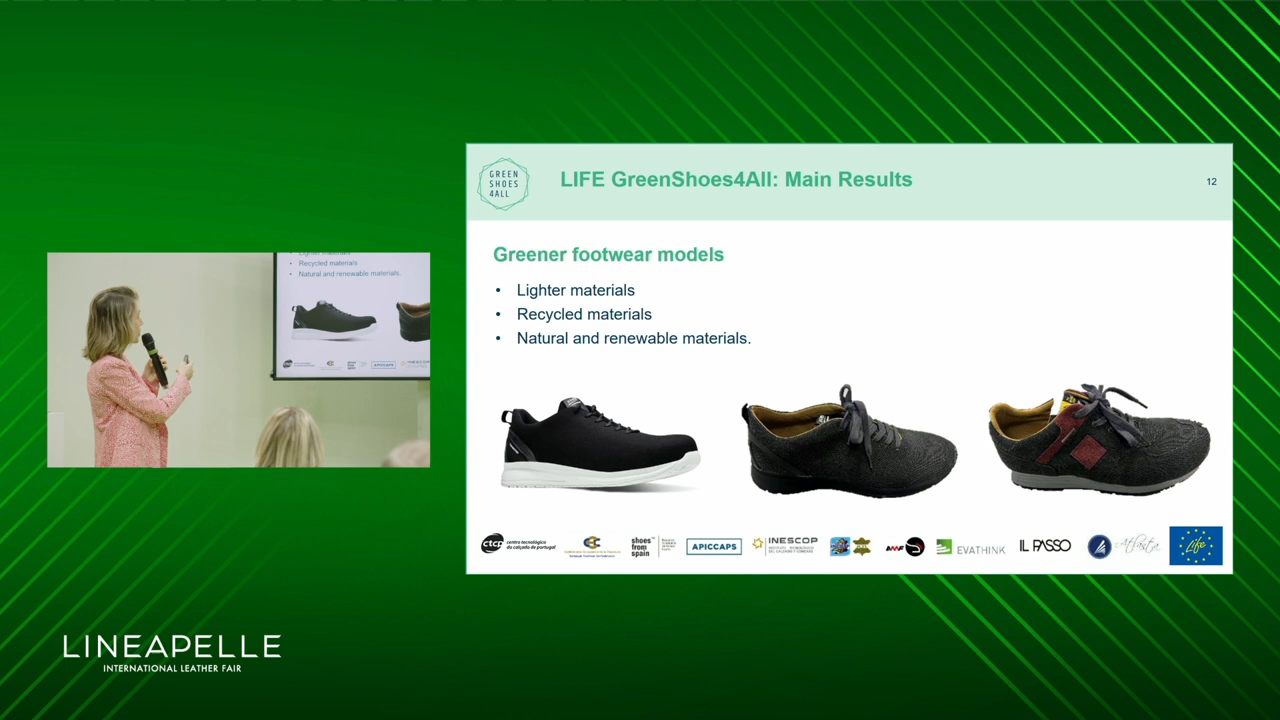 GREEN
SHOES
4ALL
LIFE GreenShoes4All: Main Results
12
Greener footwear models
• Lighter materials
• Recycled materials
• Natural and renewable materials.
Recycled materials
Natural and renewable materials.
ctcp centro tecnológico do calçado de portugal
shoes from spain
APICCAPS
INESCOP
EVATHINK
IL PASSO
Atlanta
Life
LINEAPELLE
INTERNATIONAL LEATHER FAIR